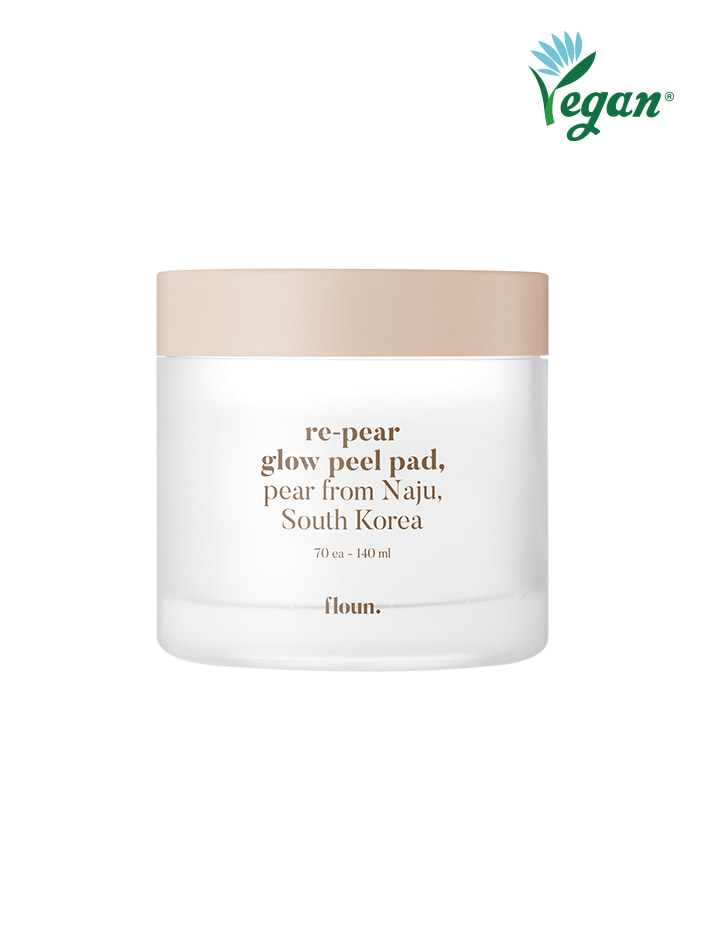 Vegan®
re-pear
glow peel pad,
pear from Naju,
South Korea
70 ea - 140 ml
floun.